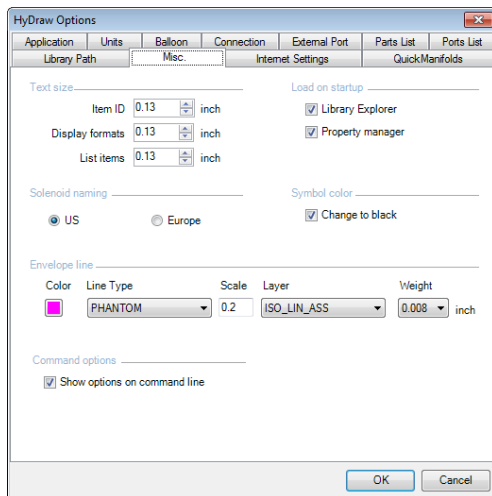 HyDraw Options
Application Units Balloon Connection External Port Parts List Ports List
Library Path Misc. Internet Settings QuickManifolds
Text size Load on startup
Item ID 0.13 inch Library Explorer
Display formats 0.13 inch Property manager
List items 0.13 inch
Solenoid naming Symbol color
US Europe Change to black
Envelope line
Color Line Type Scale Layer Weight
PHANTOM 0.2 ISO_LIN_ASS 0.008 inch
Command options
Show options on command line
OK Cancel